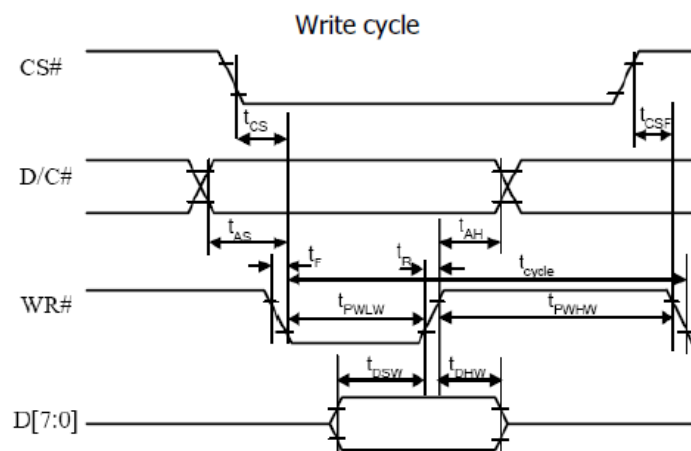 Write cycle
CS#
tCS
tCSF
D/C#
tAS
tAH
tF
tR
tcycle
WR#
tPWLW
tPWHW
tDSW
tDHW
D[7:0]